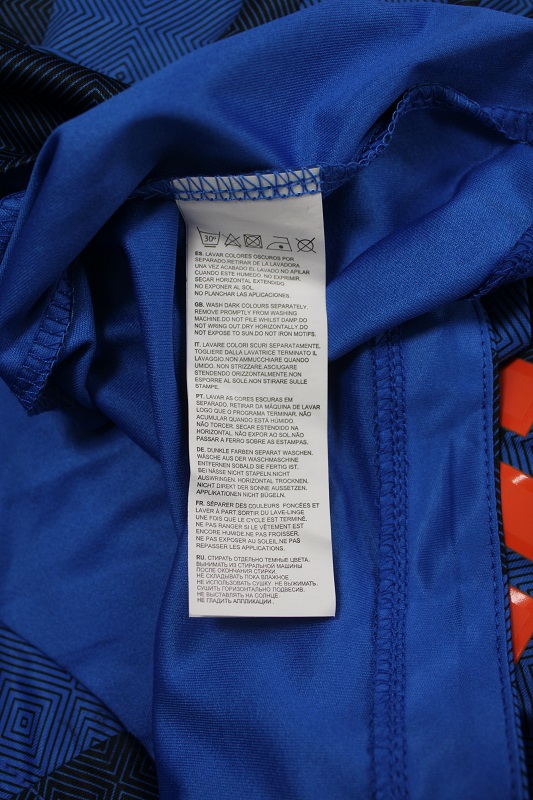 30°
ES. LAVAR COLORES OSCUROS POR
SEPARADO.RETIRAR DE LA LAVADORA
UNA VEZ ACABADO EL LAVADO.NO APILAR
CUANDO ESTE HUMEDO. NO EXPRIMIR.
SECAR HORIZONTAL EXTENDIDO.
NO EXPONER AL SOL.
NO PLANCHAR LAS APLICACIONES.
GB. WASH DARK COLOURS SEPARATELY.
REMOVE PROMPTLY FROM WASHING
MACHINE.DO NOT PILE WHILST DAMP.DO
NOT WRING OUT.DRY HORIZONTALLY.DO
NOT EXPOSE TO SUN.DO NOT IRON MOTIFS.
IT. LAVARE COLORI SCURI SEPARATAMENTE.
TOGLIERE DALLA LAVATRICE TERMINATO IL
LAVAGGIO.NON AMMUCCHIARE QUANDO
UMIDO. NON STRIZZARE.ASCIUGARE
STENDENDO ORIZZONTALMENTE.NON
ESPORRE AL SOLE.NON STIRARE SULLE
STAMPE.
PT. LAVAR AS CORES ESCURAS EM
SEPARADO. RETIRAR DA MÁQUINA DE LAVAR
LOGO QUE O PROGRAMA TERMINAR. NÃO
ACUMULAR QUANDO ESTÁ HÚMIDO.
NÃO TORCER. SECAR ESTENDIDO NA
HORIZONTAL. NÃO EXPOR AO SOL.NÃO
PASSAR A FERRO SOBRE AS ESTAMPAS.
DE. DUNKLE FARBEN SEPARAT WASCHEN.
WÄSCHE AUS DER WASCHMASCHINE
ENTFERNEN SOBALD SIE FERTIG IST.
BEI NÄSSE NICHT STAPELN.NICHT
AUSWRINGEN. HORIZONTAL TROCKNEN.
NICHT DIREKT DER SONNE AUSSETZEN.
APPLIKATIONEN NICHT BÜGELN.
FR. SÉPARER DES COULEURS FONCÉES ET
LAVER À PART.SORTIR DU LAVE-LINGE
UNE FOIS QUE LE CYCLE EST TERMINÉ.
NE PAS RANGER SI LE VÊTEMENT EST
ENCORE HUMIDE.NE PAS FROISSER.
NE PAS EXPOSER AU SOLEIL.NE PAS
REPASSER LES APPLICATIONS.
RU. СТИРАТЬ ОТДЕЛЬНО ТЕМНЫЕ ЦВЕТА.
ВЫНИМАТЬ ИЗ СТИРАЛЬНОЙ МАШИНЫ
ПОСЛЕ ОКОНЧАНИЯ СТИРКИ.
НЕ СКЛАДЫВАТЬ ПОКА ВЛАЖНОЕ.
НЕ ИСПОЛЬЗОВАТЬ СУШКУ. НЕ ВЫЖИМАТЬ.
СУШИТЬ ГОРИЗОНТАЛЬНО ПОДВЕСИВ.
НЕ ВЫСТАВЛЯТЬ НА СОЛНЦЕ.
НЕ ГЛАДИТЬ АППЛИКАЦИИ.